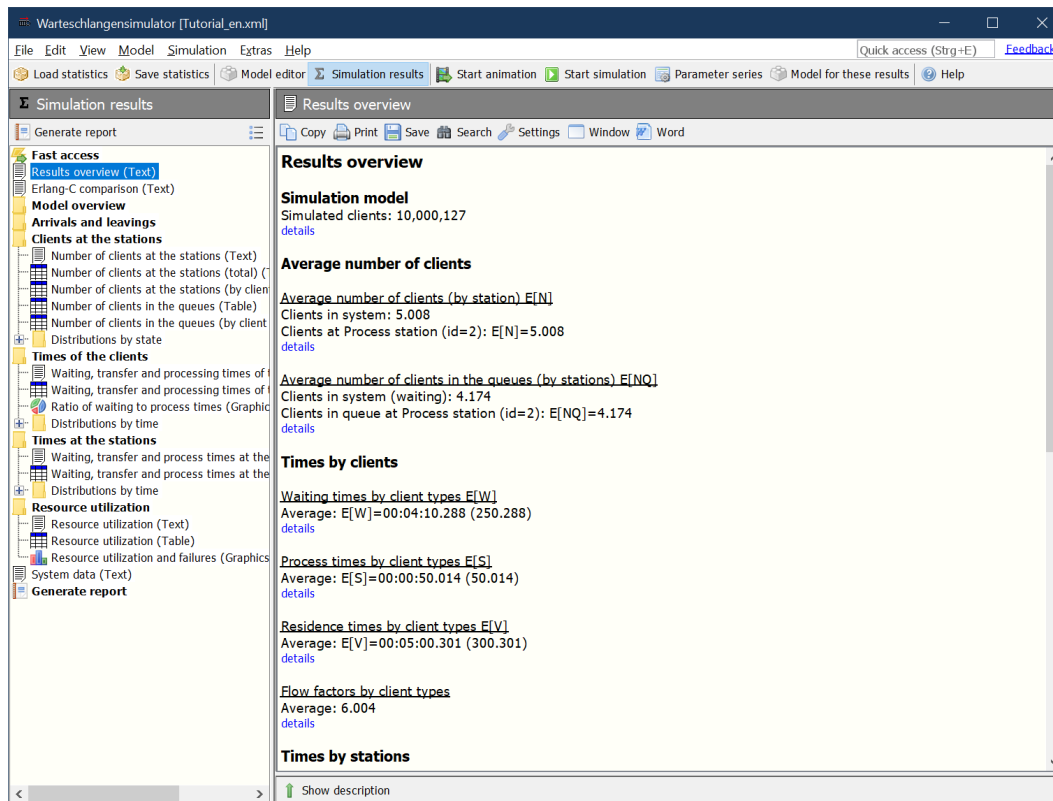 Warteschlangensimulator [Tutorial_en.xml]
File Edit View Model Simulation Extras Help
Quick access (Strg+E)
Feedback
Load statistics Save statistics Model editor Simulation results Start animation Start simulation Parameter series Model for these results Help
Σ Simulation results
Generate report
Fast access
Results overview (Text)
Erlang-C comparison (Text)
Model overview
Arrivals and leavings
Clients at the stations
Number of clients at the stations (Text)
Number of clients at the stations (total) (
Number of clients at the stations (by clien
Number of clients in the queues (Table)
Number of clients in the queues (by client
Distributions by state
Times of the clients
Waiting, transfer and processing times of
Waiting, transfer and processing times of
Ratio of waiting to process times (Graphic
Distributions by time
Times at the stations
Waiting, transfer and process times at the
Waiting, transfer and process times at the
Distributions by time
Resource utilization
Resource utilization (Text)
Resource utilization (Table)
Resource utilization and failures (Graphics
System data (Text)
Generate report
Results overview
Copy Print Save Search Settings Window Word
Results overview
Simulation model
Simulated clients: 10,000,127
details
Average number of clients
Average number of clients (by station) E[N]
Clients in system: 5.008
Clients at Process station (id=2): E[N]=5.008
details
Average number of clients in the queues (by stations) E[NQ]
Clients in system (waiting): 4.174
Clients in queue at Process station (id=2): E[NQ]=4.174
details
Times by clients
Waiting times by client types E[W]
Average: E[W]=00:04:10.288 (250.288)
details
Process times by client types E[S]
Average: E[S]=00:00:50.014 (50.014)
details
Residence times by client types E[V]
Average: E[V]=00:05:00.301 (300.301)
details
Flow factors by client types
Average: 6.004
details
Times by stations
Show description